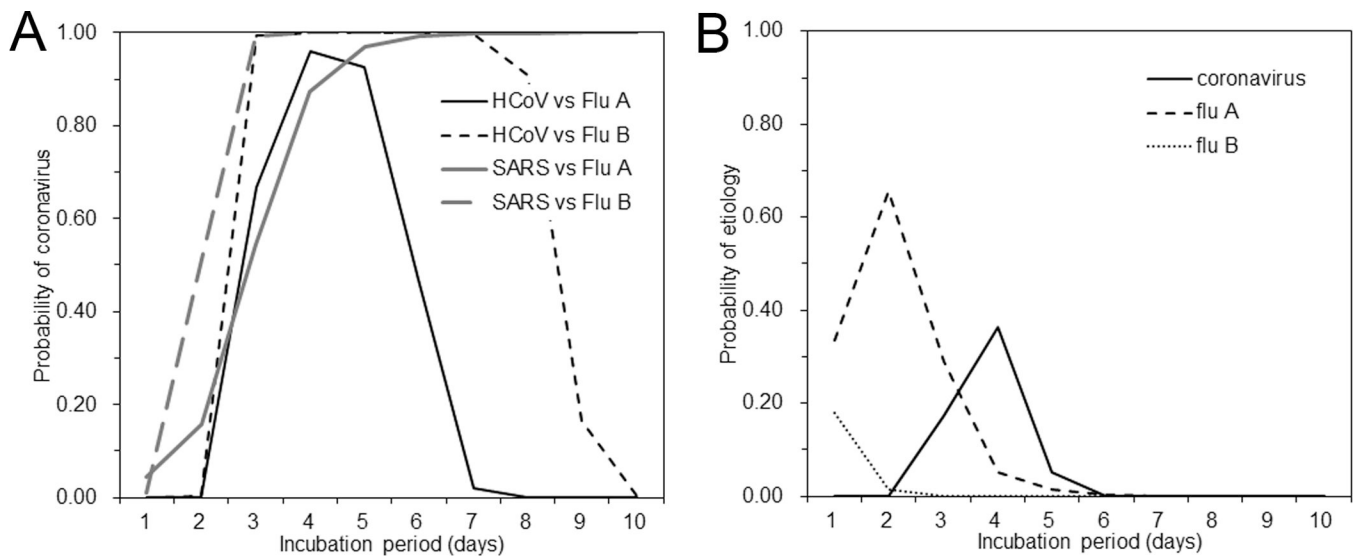 A
Probability of coronavirus
1.00
0.80
0.60
0.40
0.20
0.00
HCoV vs Flu A
HCoV vs Flu B
SARS vs Flu A
SARS vs Flu B
1 2 3 4 5 6 7 8 9 10
Incubation period (days)
B
Probability of etiology
1.00
0.80
0.60
0.40
0.20
0.00
coronavirus
flu A
flu B
1 2 3 4 5 6 7 8 9 10
Incubation period (days)